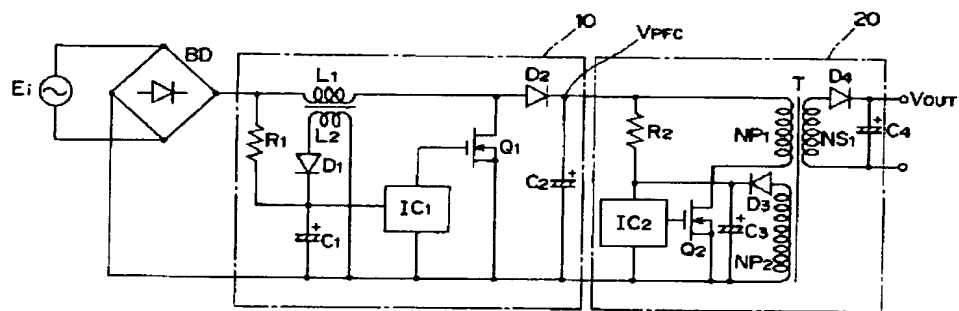 10
VPFC
20
BD
L1
D2
T
D4
Ei
VOUT
L2
R1
R2
NP1
NS1
C4
Q1
D1
C2
D3
IC1
IC2
C3
C1
Q2
NP2